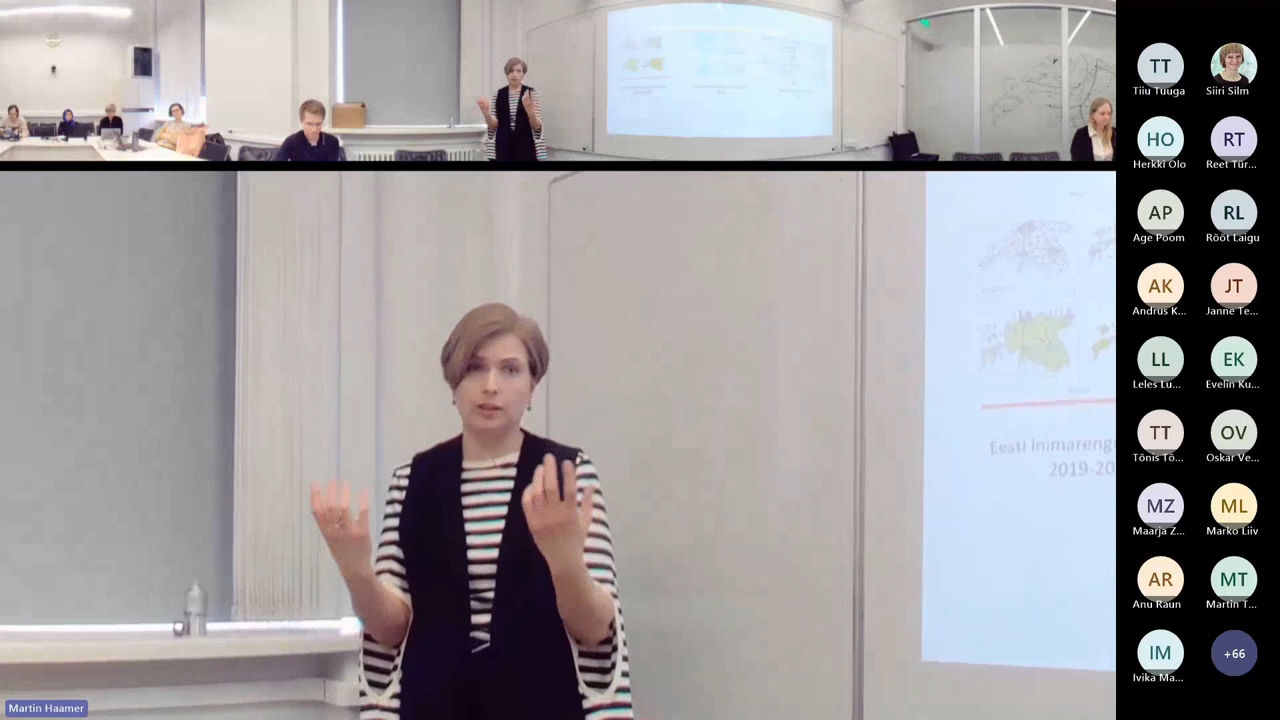 TT
Tiiu Tuuga
Siiri Silm
HO
Herkki Olo
RT
Reet Tür...
AP
Age Poom
RL
Rööt Laigu
AK
Andrus K...
JT
Janne Te...
LL
Leles Lu...
EK
Evelin Ku...
TT
Tõnis Tõ...
OV
Oskar Ve...
MZ
Maarja Z...
ML
Marko Liiv
AR
Anu Raun
MT
Martin T...
IM
Ivika Ma...
+66
Eesti inimareng
2019-20
Martin Haamer